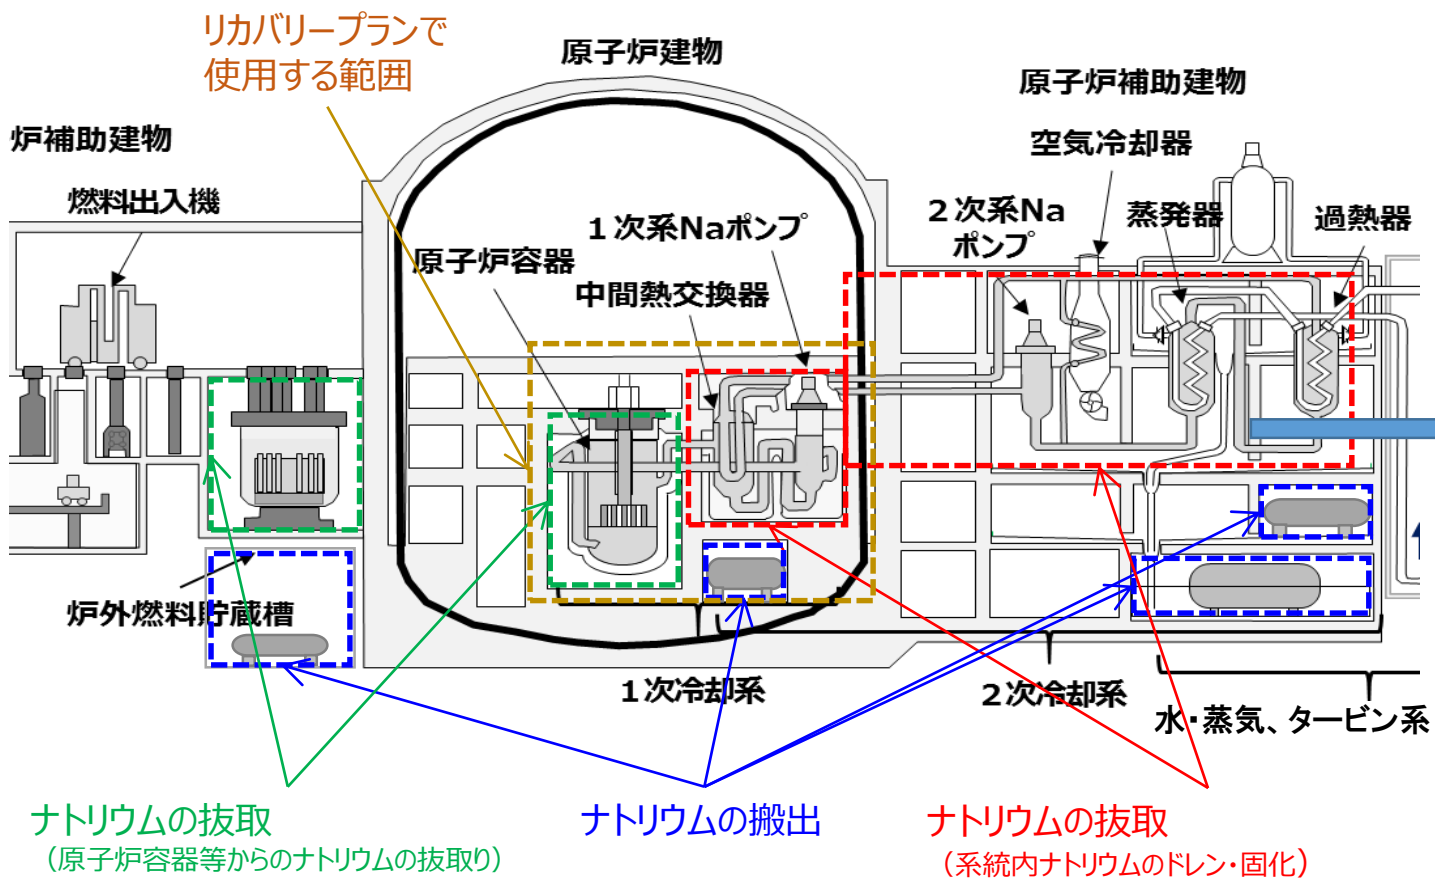 リカバリープランで
使用する範囲
原子炉建物
原子炉補助建物
炉補助建物
空気冷却器
燃料出入機
１次系Naポンプ
２次系Na
ポンプ
蒸発器
過熱器
原子炉容器
中間熱交換器
炉外燃料貯蔵槽
１次冷却系
２次冷却系
水・蒸気、タービン系
ナトリウムの抜取
（原子炉容器等からのナトリウムの抜取り）
ナトリウムの搬出
ナトリウムの抜取
（系統内ナトリウムのドレン・固化）